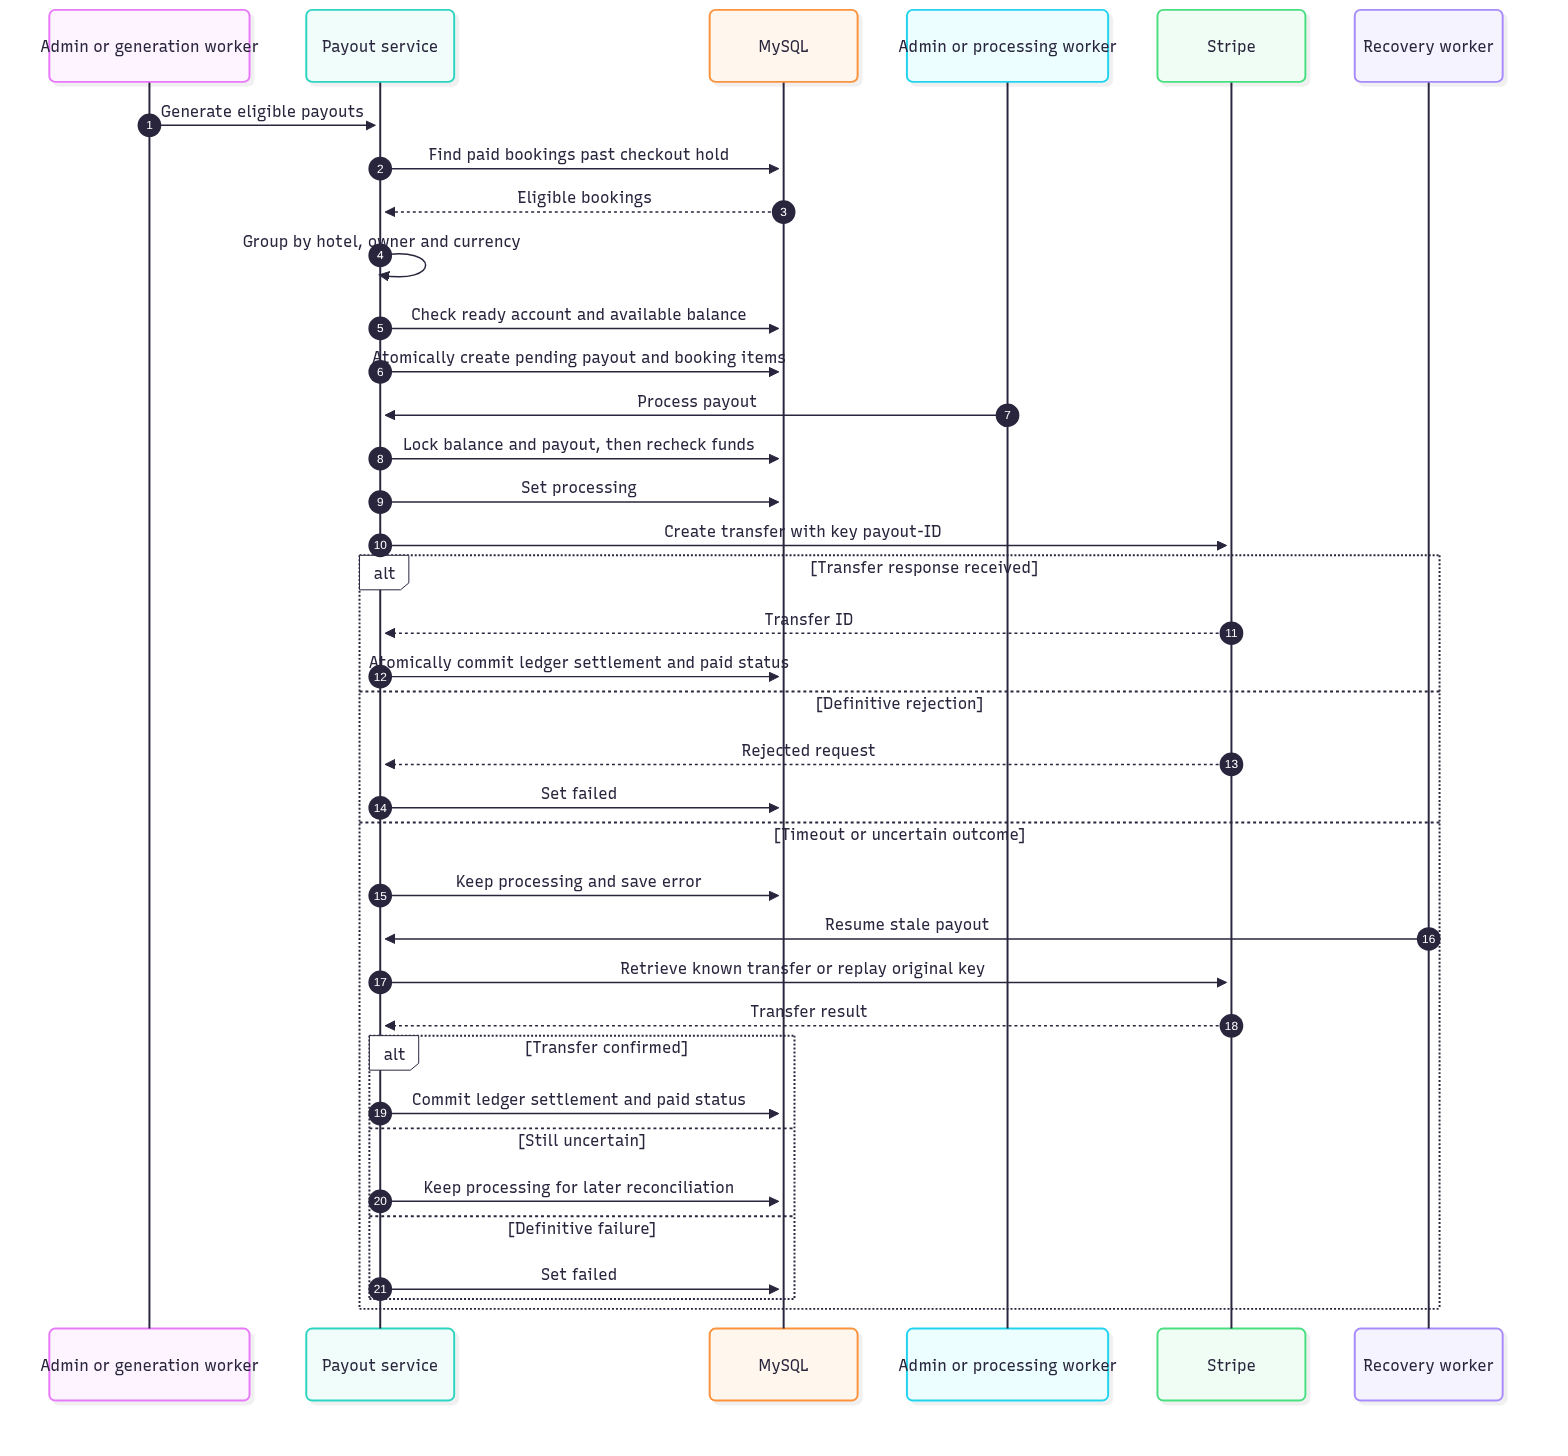 Admin or generation worker
Payout service
MySQL
Admin or processing worker
Stripe
Recovery worker
Generate eligible payouts
1
Find paid bookings past checkout hold
2
Eligible bookings
3
Group by hotel, owner and currency
4
Check ready account and available balance
5
Atomically create pending payout and booking items
6
Process payout
7
Lock balance and payout, then recheck funds
8
Set processing
9
Create transfer with key payout-ID
10
alt
[Transfer response received]
Transfer ID
11
Atomically commit ledger settlement and paid status
12
[Definitive rejection]
Rejected request
13
Set failed
14
[Timeout or uncertain outcome]
Keep processing and save error
15
Resume stale payout
16
Retrieve known transfer or replay original key
17
Transfer result
18
alt
[Transfer confirmed]
Commit ledger settlement and paid status
19
[Still uncertain]
Keep processing for later reconciliation
20
[Definitive failure]
Set failed
21
Admin or generation worker
Payout service
MySQL
Admin or processing worker
Stripe
Recovery worker